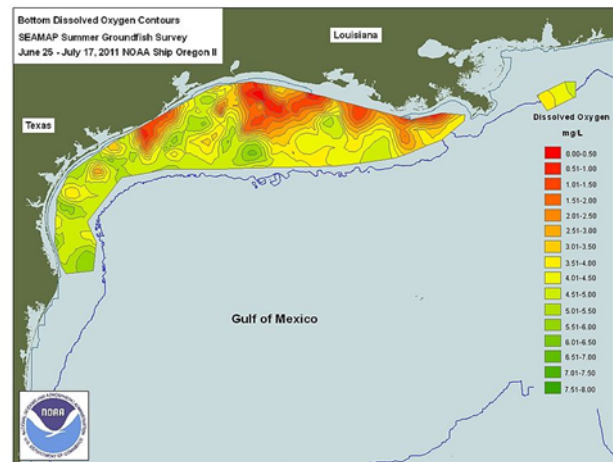 Bottom Dissolved Oxygen Contours
SEAMAP Summer Groundfish Survey
June 25 - July 17, 2011 NOAA Ship Oregon II
Louisiana
Texas
Dissolved Oxygen
mg/L
0.00-0.50
0.51-1.00
1.01-1.50
1.51-2.00
2.01-2.50
2.51-3.00
3.01-3.50
3.51-4.00
4.01-4.50
4.51-5.00
5.01-5.50
5.51-6.00
6.01-6.50
6.51-7.00
7.01-7.50
7.51-8.00
Gulf of Mexico
NOAA